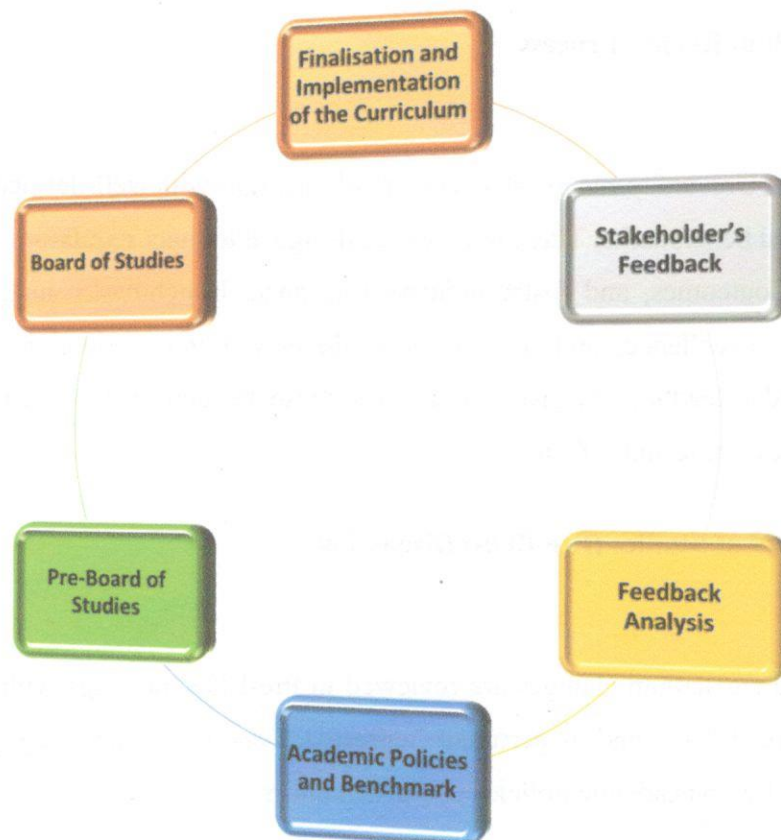 Finalisation and
Implementation
of the Curriculum
Stakeholder's
Feedback
Feedback
Analysis
Academic Policies
and Benchmark
Pre-Board of
Studies
Board of Studies